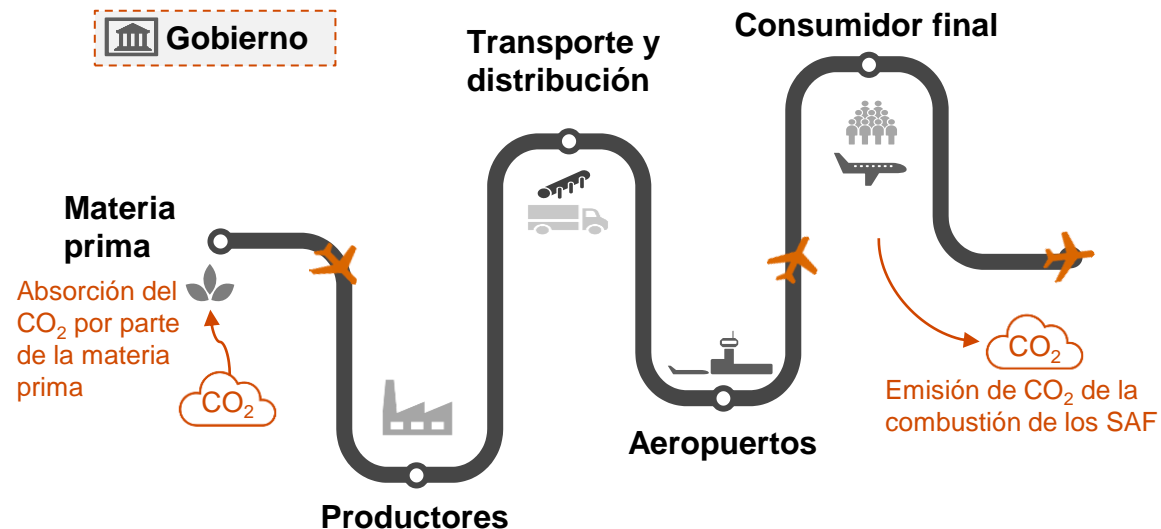 Gobierno
Transporte y
distribución
Consumidor final
Materia
prima
Absorción del
CO₂ por parte
de la materia
prima
CO₂
CO₂
Emisión de CO₂ de la
combustión de los SAF
Aeropuertos
Productores